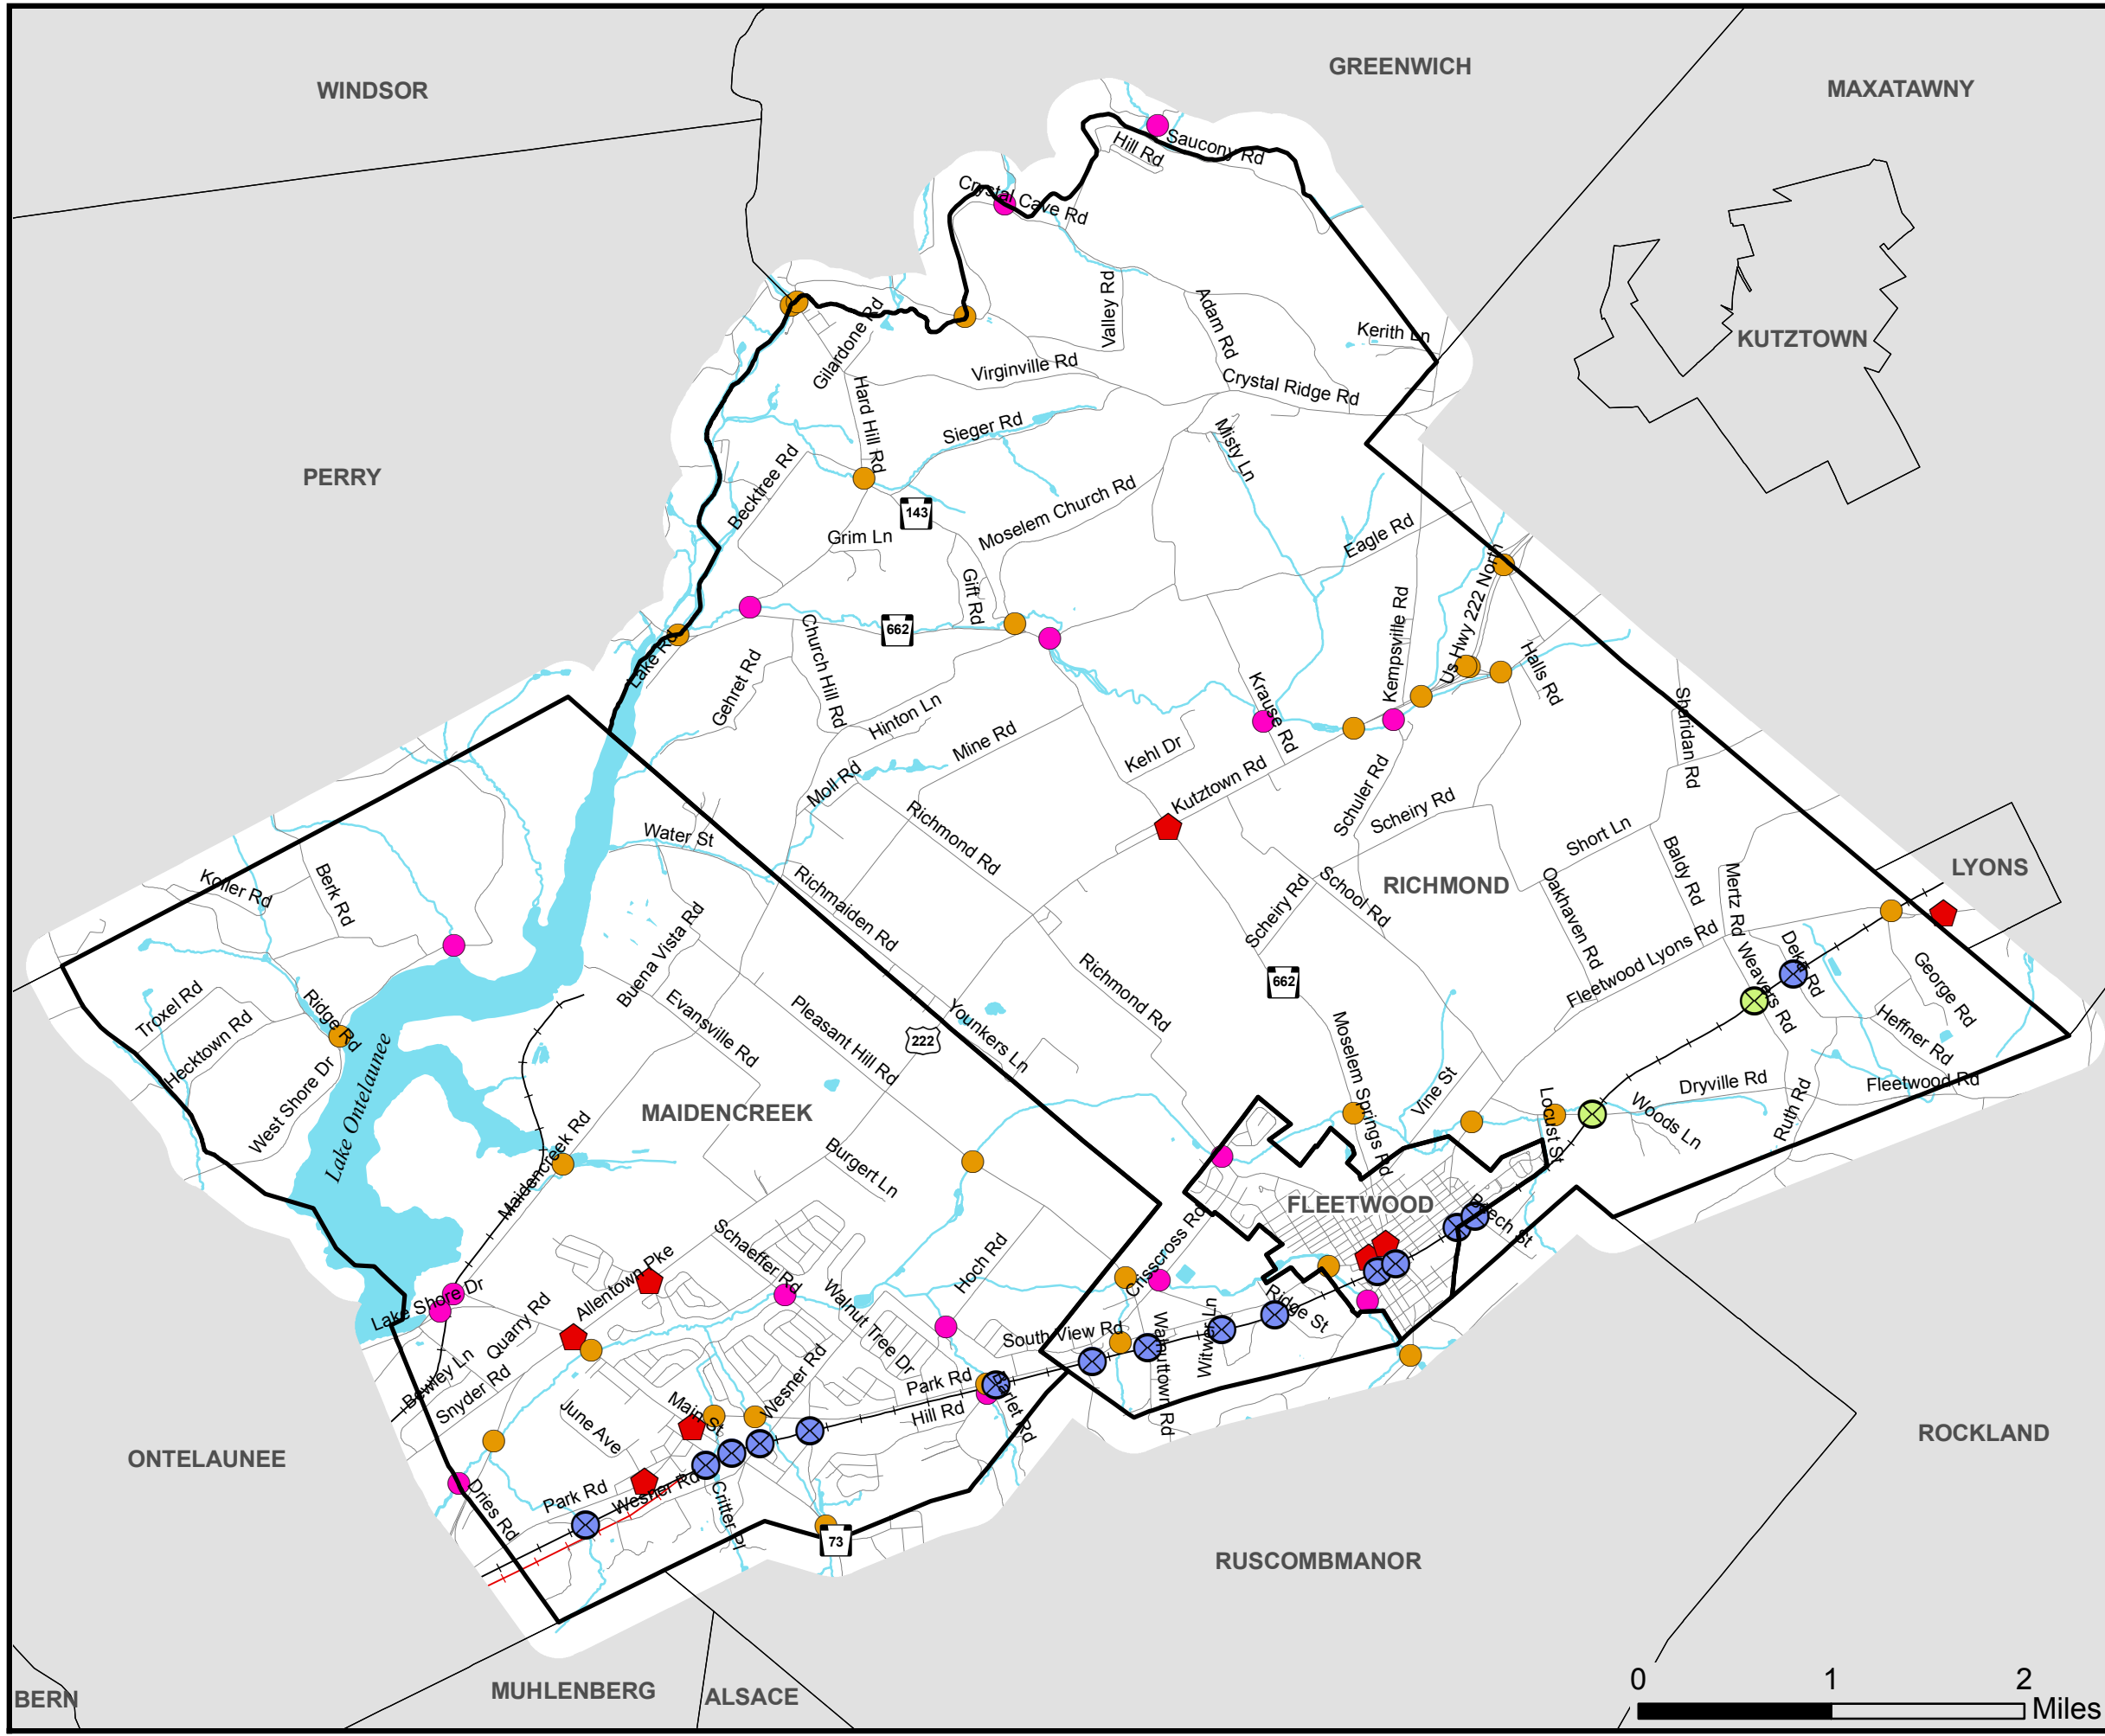 GREENWICH
WINDSOR
MAXATAWNY
Saucony Rd
Hill Rd
Crystal Cave Rd
Valley Rd
Adam Rd
Gilardone Rd
Kerith Ln
KUTZTOWN
Virginville Rd
Crystal Ridge Rd
Hard Hill Rd
Sieger Rd
Misty Ln
PERRY
Becktree Rd
143
Moselem Church Rd
Eagle Rd
Grim Ln
Gift Rd
Us Hwy 222 North
Kempsville Rd
662
Church Hill Rd
Lake Rd
Gehret Rd
Halls Rd
Krause Rd
Hinton Ln
Mine Rd
Kehl Dr
Sharidan Rd
Moll Rd
Kutztown Rd
Schuler Rd
Scheiry Rd
Richmond Rd
Water St
Short Ln
Baldy Rd
Mertz Rd
LYONS
Koller Rd
Berk Rd
Richmaiden Rd
Scheiry Rd
School Rd
RICHMOND
Oakhaven Rd
Buena Vista Rd
Fleetwood Lyons Rd
Weavers Rd
Deka Rd
George Rd
Troxel Rd
Ridge Rd
Hecktown Rd
Evansville Rd
Pleasant Hill Rd
222
Younkers Ln
Richmond Rd
662
Moselem Springs Rd
Heffner Rd
West Shore Dr
Lake Ontelaunee
MAIDENCREEK
Vine St
Locust St
Dryville Rd
Fleetwood Rd
Woods Ln
Ruth Rd
Maidencreek Rd
Burgert Ln
FLEETWOOD
Beech St
Crisscross Rd
Schaeffer Rd
Hoch Rd
Allentown Pke
Lake Shore Dr
Quarry Rd
Walnut Tree Dr
Ridge St
South View Rd
Witwer Ln
Walnuttown Rd
Bewley Ln
Snyder Rd
Wesner Rd
Park Rd
Hill Rd
Barlet Rd
June Ave
Main St
ONTELAUNEE
ROCKLAND
Dries Rd
Park Rd
Wesner Rd
Critter Pl
73
RUSCOMBMANOR
BERN
MUHLENBERG
ALSACE
0 1 2
Miles